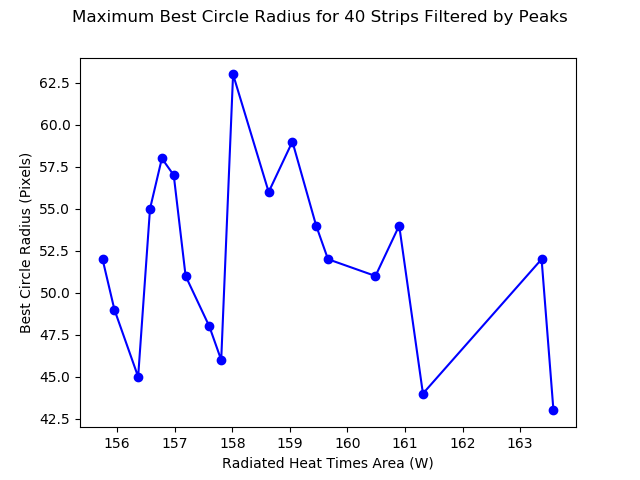 Maximum Best Circle Radius for 40 Strips Filtered by Peaks
62.5
60.0
57.5
55.0
52.5
50.0
47.5
45.0
42.5
Best Circle Radius (Pixels)
156 157 158 159 160 161 162 163
Radiated Heat Times Area (W)